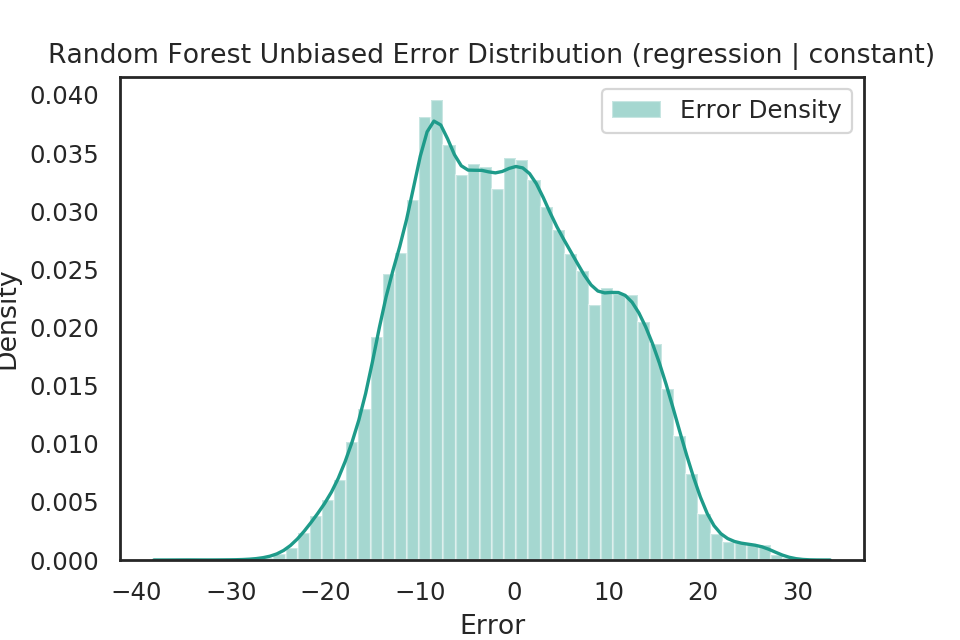 Random Forest Unbiased Error Distribution (regression | constant)
Error Density
Density
0.040
0.035
0.030
0.025
0.020
0.015
0.010
0.005
0.000
−40 −30 −20 −10 0 10 20 30
Error